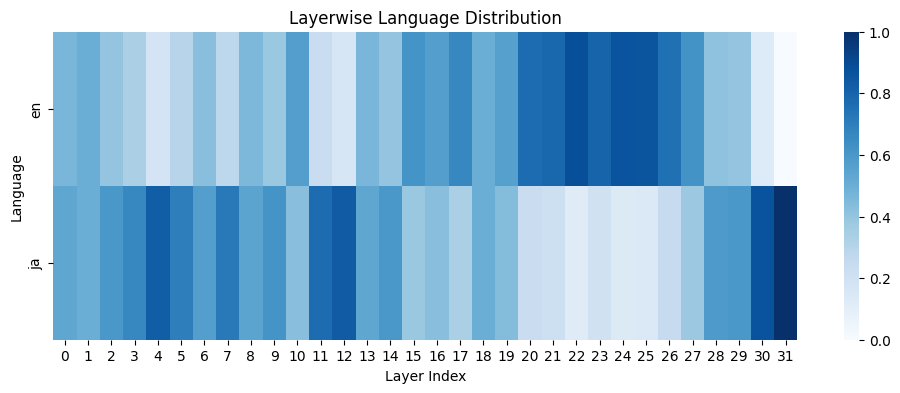 Layerwise Language Distribution
Language
en
ja
0 1 2 3 4 5 6 7 8 9 10 11 12 13 14 15 16 17 18 19 20 21 22 23 24 25 26 27 28 29 30 31
Layer Index
1.0
0.8
0.6
0.4
0.2
0.0